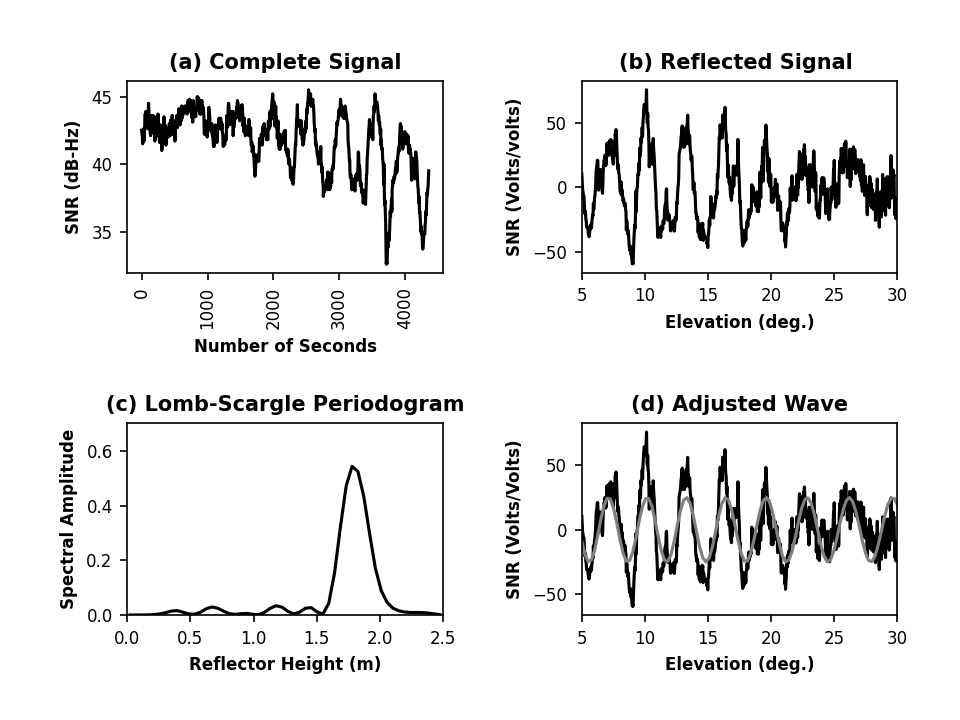 (a) Complete Signal
45
40
35
SNR (dB-Hz)
0
1000
2000
3000
4000
Number of Seconds
(b) Reflected Signal
50
0
−50
SNR (Volts/volts)
5 10 15 20 25 30
Elevation (deg.)
(c) Lomb-Scargle Periodogram
0.6
0.4
0.2
0.0
Spectral Amplitude
0.0 0.5 1.0 1.5 2.0 2.5
Reflector Height (m)
(d) Adjusted Wave
50
0
−50
SNR (Volts/Volts)
5 10 15 20 25 30
Elevation (deg.)